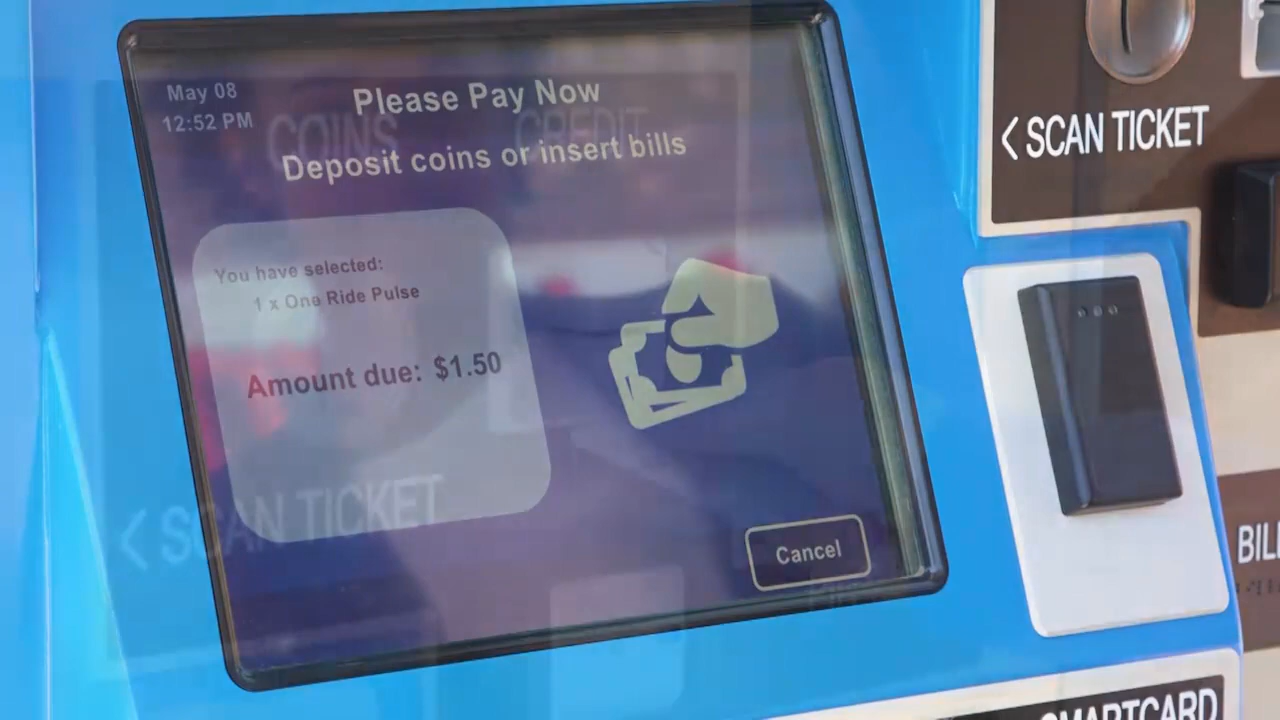 May 08
12:52 PM
Please Pay Now
Deposit coins or insert bills
COINS
CREDIT
You have selected:
1 x One Ride Pulse
Amount due: $1.50
Cancel
< SCAN TICKET
< SCAN TICKET
SMARTCARD